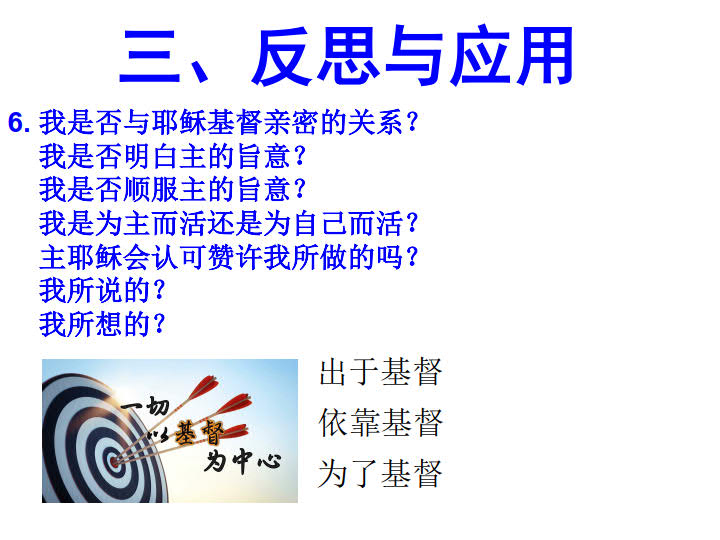 三、反思与应用
6. 我是否与耶稣基督亲密的关系？
我是否明白主的旨意？
我是否顺服主的旨意？
我是为主而活还是为自己而活？
主耶稣会认可赞许我所做的吗？
我所说的？
我所想的？
一切
以基督
为中心
出于基督
依靠基督
为了基督